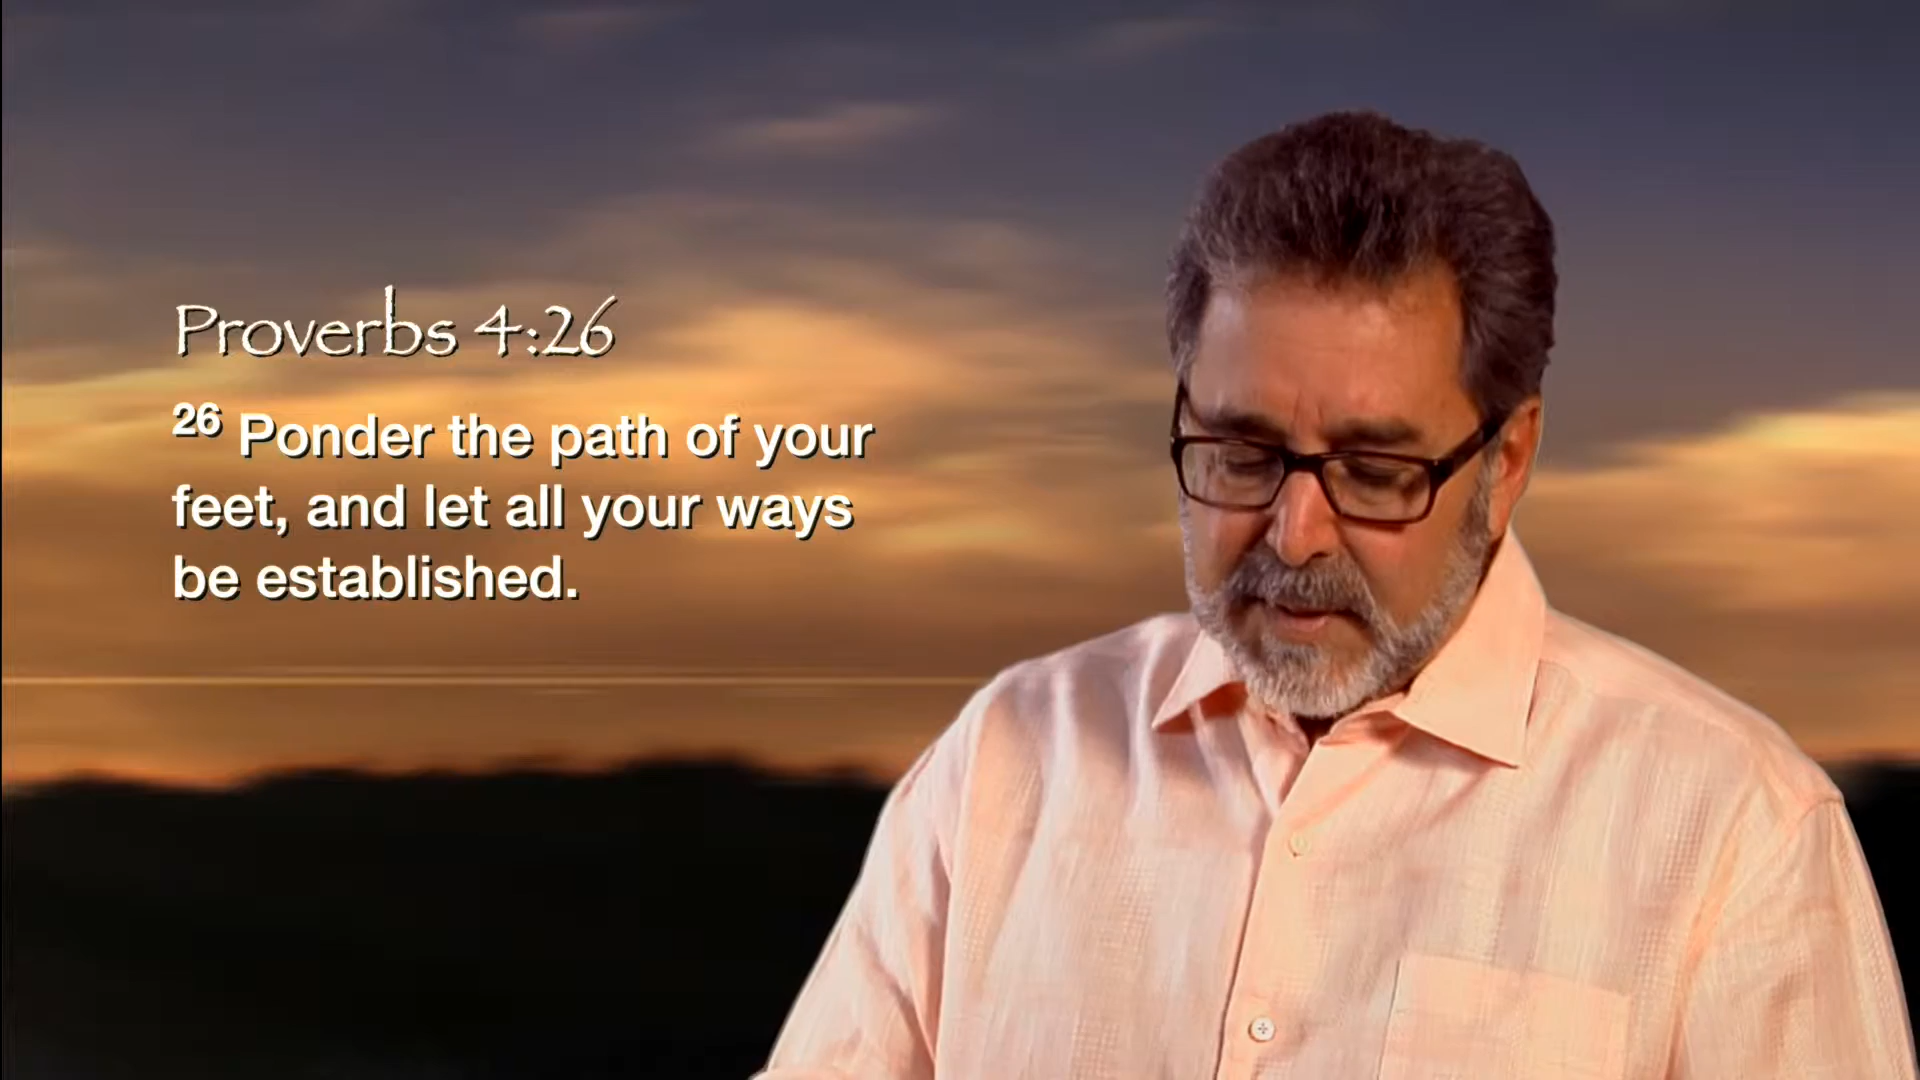 Proverbs 4:26
26 Ponder the path of your
feet, and let all your ways
be established.